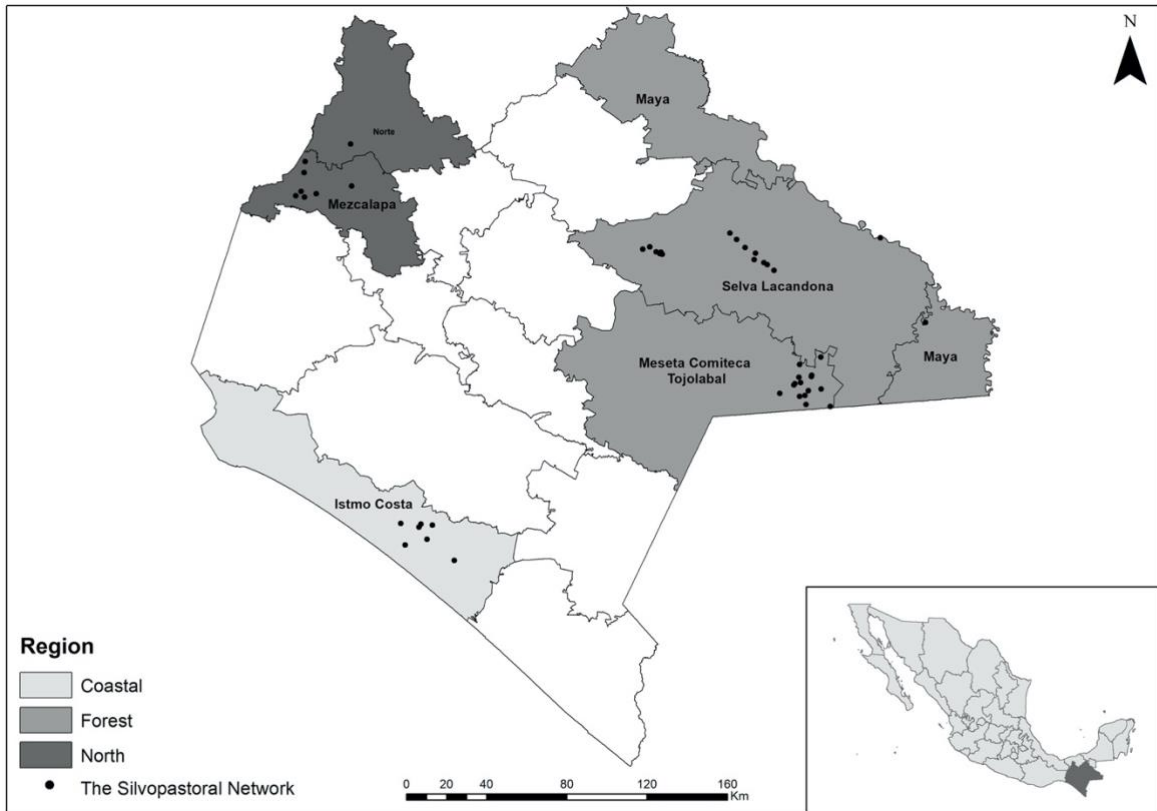 N
Maya
Norte
Mezcalapa
Selva Lacandona
Maya
Meseta Comiteca
Tojolabal
Istmo Costa
Region
Coastal
Forest
North
The Silvopastoral Network
0 20 40 80 120 160
Km